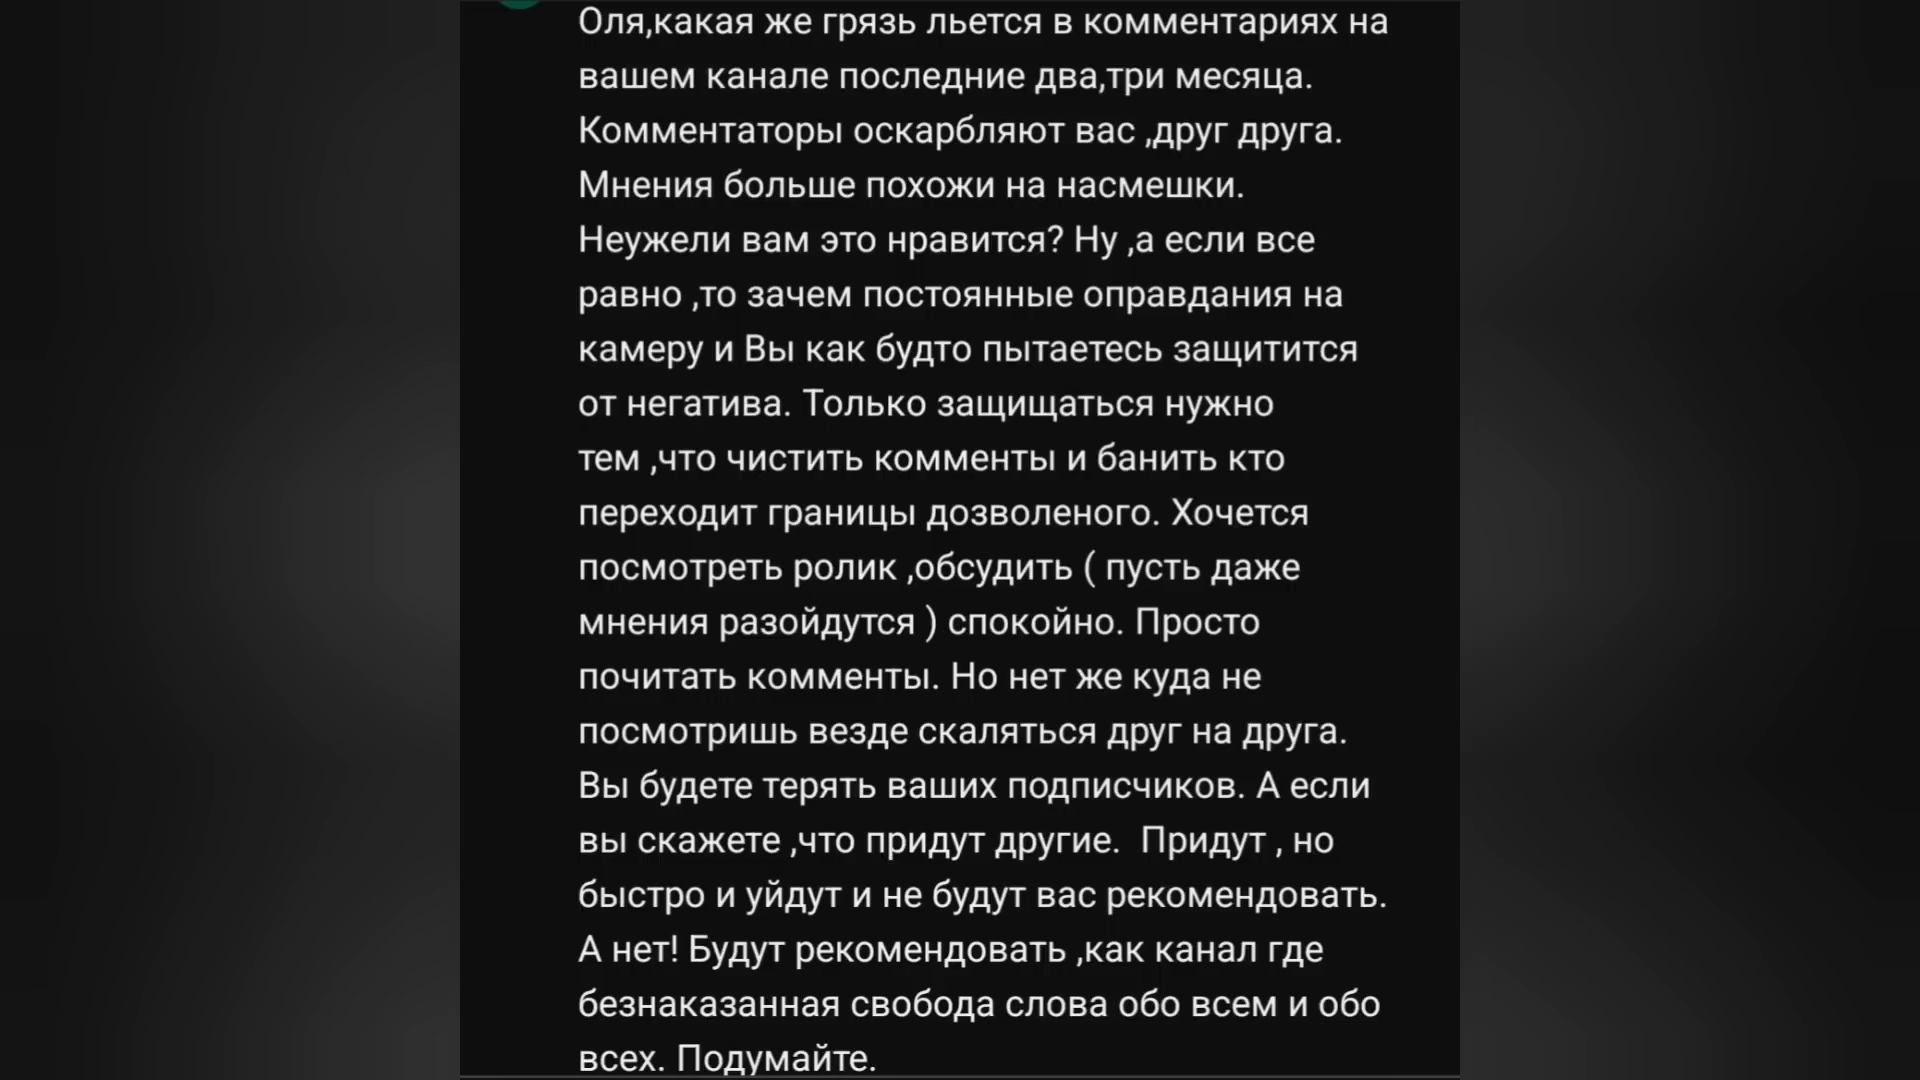 Оля,какая же грязь льется в комментариях на
вашем канале последние два,три месяца.
Комментаторы оскарбляют вас ,друг друга.
Мнения больше похожи на насмешки.
Неужели вам это нравится? Ну ,а если все
равно ,то зачем постоянные оправдания на
камеру и Вы как будто пытаетесь защитится
от негатива. Только защищаться нужно
тем ,что чистить комменты и банить кто
переходит границы дозволеного. Хочется
посмотреть ролик ,обсудить ( пусть даже
мнения разойдутся ) спокойно. Просто
почитать комменты. Но нет же куда не
посмотришь везде скаляться друг на друга.
Вы будете терять ваших подписчиков. А если
вы скажете ,что придут другие.  Придут , но
быстро и уйдут и не будут вас рекомендовать.
А нет! Будут рекомендовать ,как канал где
безнаказанная свобода слова обо всем и обо
всех. Подумайте.